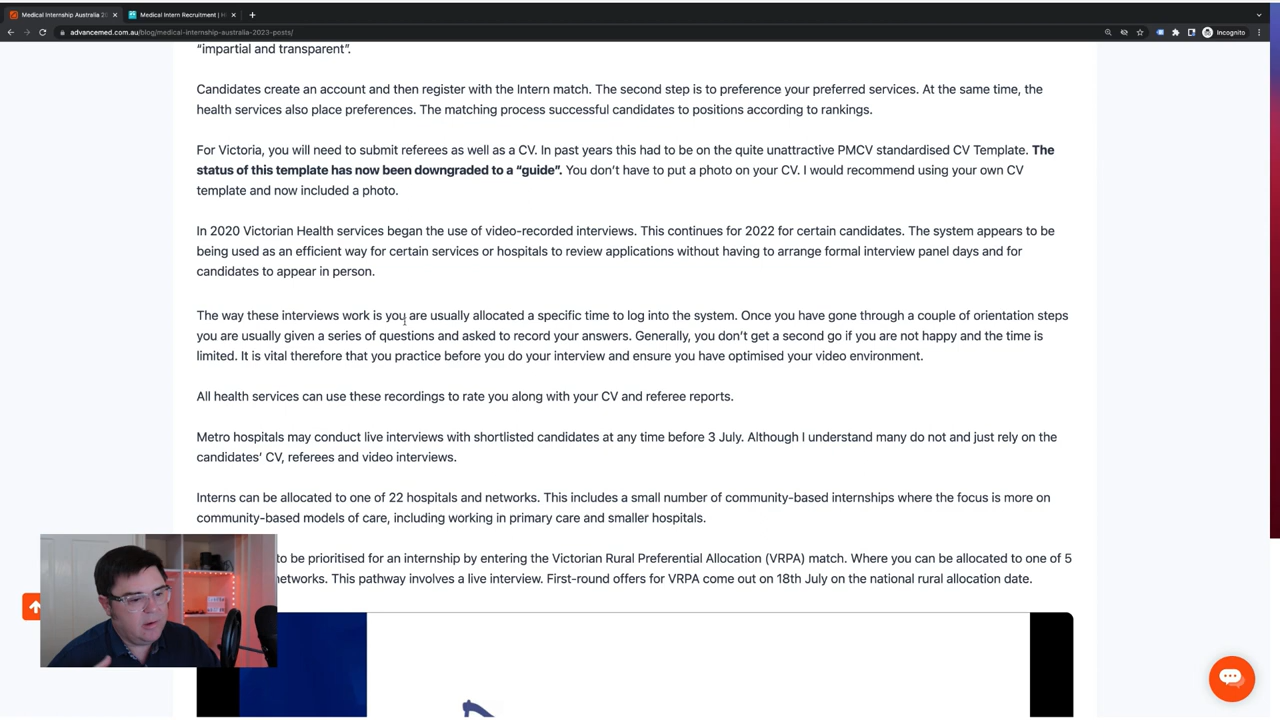 Medical Internship Australia 202
Medical Intern Recruitment | H
advancemed.com.au/blog/medical-internship-australia-2023-posts/
Incognito
“impartial and transparent”.
Candidates create an account and then register with the Intern match. The second step is to preference your preferred services. At the same time, the
health services also place preferences. The matching process successful candidates to positions according to rankings.
For Victoria, you will need to submit referees as well as a CV. In past years this had to be on the quite unattractive PMCV standardised CV Template. The
status of this template has now been downgraded to a “guide”. You don’t have to put a photo on your CV. I would recommend using your own CV
template and now included a photo.
In 2020 Victorian Health services began the use of video-recorded interviews. This continues for 2022 for certain candidates. The system appears to be
being used as an efficient way for certain services or hospitals to review applications without having to arrange formal interview panel days and for
candidates to appear in person.
The way these interviews work is you are usually allocated a specific time to log into the system. Once you have gone through a couple of orientation steps
you are usually given a series of questions and asked to record your answers. Generally, you don’t get a second go if you are not happy and the time is
limited. It is vital therefore that you practice before you do your interview and ensure you have optimised your video environment.
All health services can use these recordings to rate you along with your CV and referee reports.
Metro hospitals may conduct live interviews with shortlisted candidates at any time before 3 July. Although I understand many do not and just rely on the
candidates’ CV, referees and video interviews.
Interns can be allocated to one of 22 hospitals and networks. This includes a small number of community-based internships where the focus is more on
community-based models of care, including working in primary care and smaller hospitals.
to be prioritised for an internship by entering the Victorian Rural Preferential Allocation (VRPA) match. Where you can be allocated to one of 5
networks. This pathway involves a live interview. First-round offers for VRPA come out on 18th July on the national rural allocation date.